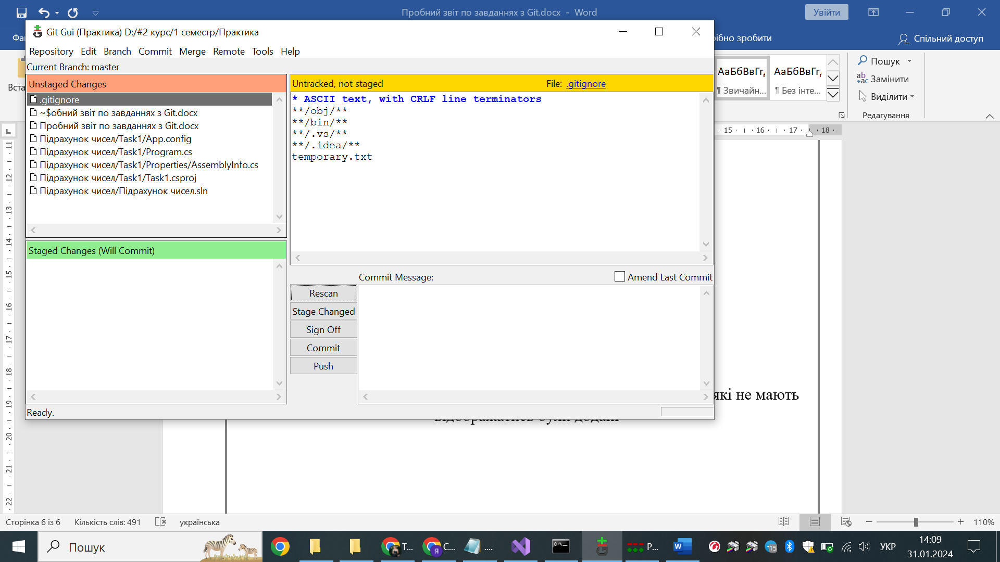 Пробний звіт по завданнях з Git.docx - Word
Увійти
Git Gui (Практика) D:/#2 курс/1 семестр/Практика
Спільний доступ
Repository Edit Branch Commit Merge Remote Tools Help
Current Branch: master
Unstaged Changes
.gitignore
~$обний звіт по завданнях з Git.docx
Пробний звіт по завданнях з Git.docx
Підрахунок чисел/Task1/App.config
Підрахунок чисел/Task1/Program.cs
Підрахунок чисел/Task1/Properties/AssemblyInfo.cs
Підрахунок чисел/Task1/Task1.csproj
Підрахунок чисел/Підрахунок чисел.sln
Staged Changes (Will Commit)
Untracked, not staged File: .gitignore
* ASCII text, with CRLF line terminators
**/obj/**
**/bin/**
**/.vs/**
**/.idea/**
temporary.txt
Commit Message: Amend Last Commit
Rescan
Stage Changed
Sign Off
Commit
Push
Ready.
зробити
АаБбВвГг, АаБбВвГг,
¶ Звичайн... ¶ Без інте...
Пошук
Замінити
Виділити
Редагування
15 16 17 18
11
12
13
14
15
16
17
18
19
20
21
22
які не мають
Сторінка 6 із 6 Кількість слів: 491 українська 110%
Пошук
T... C... .... P...
15
УКР
14:09
31.01.2024